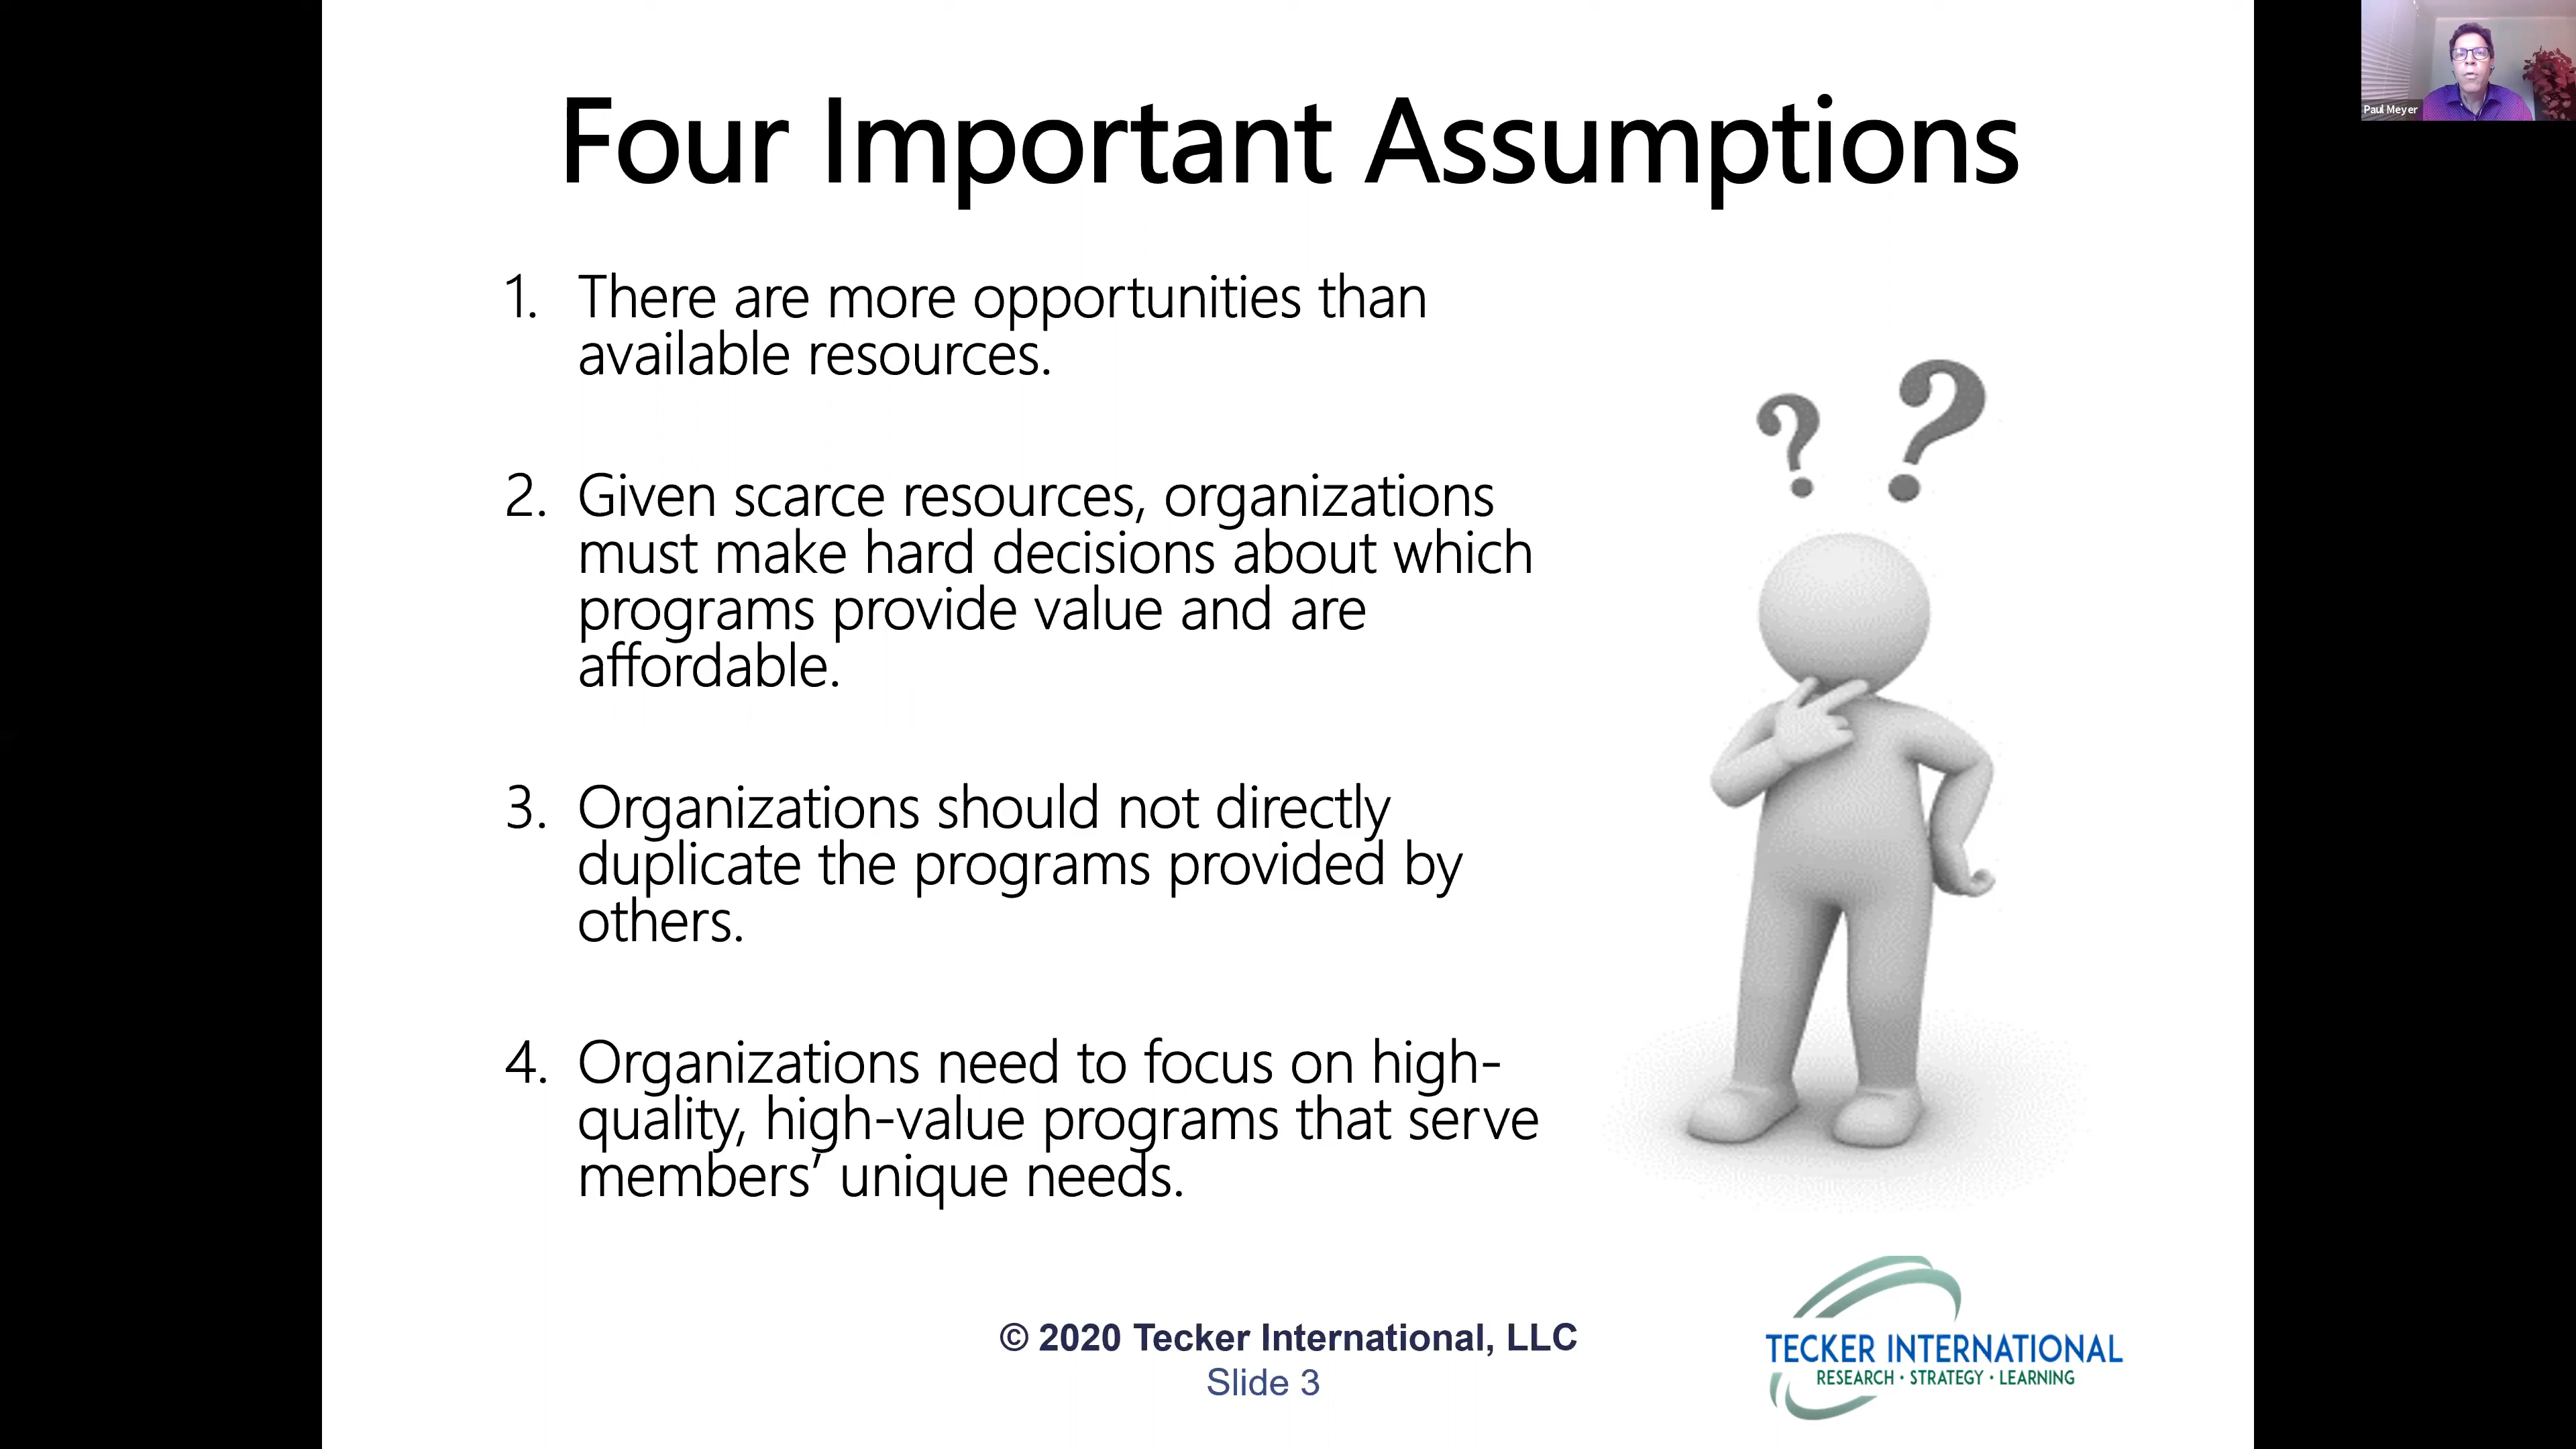 Four Important Assumptions
1. There are more opportunities than
available resources.
2. Given scarce resources, organizations
must make hard decisions about which
programs provide value and are
affordable.
3. Organizations should not directly
duplicate the programs provided by
others.
4. Organizations need to focus on high-
quality, high-value programs that serve
members’ unique needs.
? ?
© 2020 Tecker International, LLC
Slide 3
TECKER INTERNATIONAL
RESEARCH • STRATEGY • LEARNING
Paul Meyer